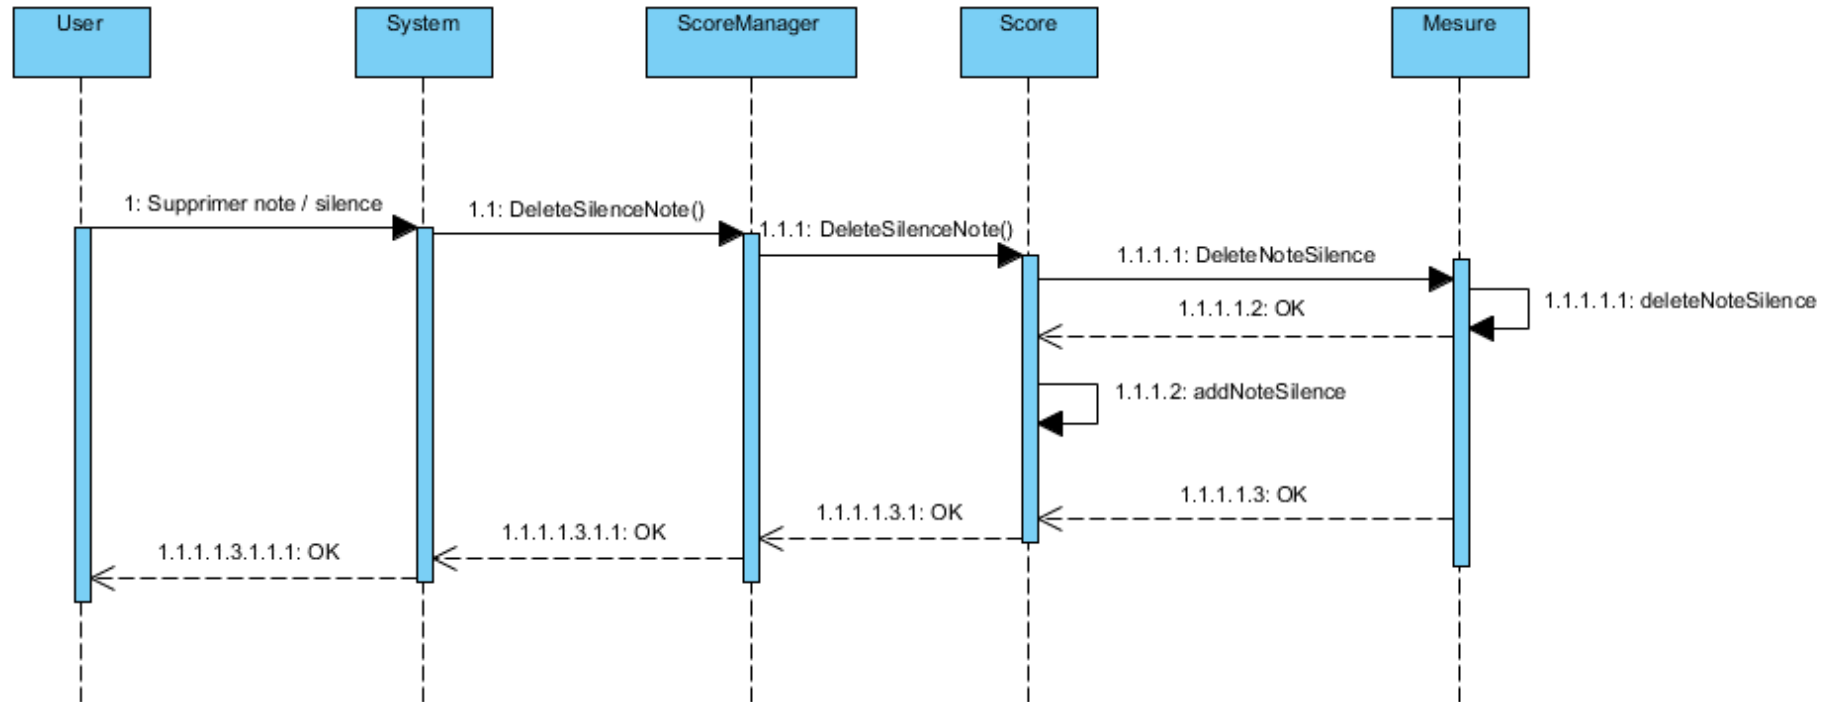 User
System
ScoreManager
Score
Mesure
1: Supprimer note / silence
1.1: DeleteSilenceNote()
1.1.1: DeleteSilenceNote()
1.1.1.1: DeleteNoteSilence
1.1.1.1.1: deleteNoteSilence
1.1.1.1.2: OK
1.1.1.2: addNoteSilence
1.1.1.1.3: OK
1.1.1.1.3.1: OK
1.1.1.1.3.1.1: OK
1.1.1.1.3.1.1.1: OK